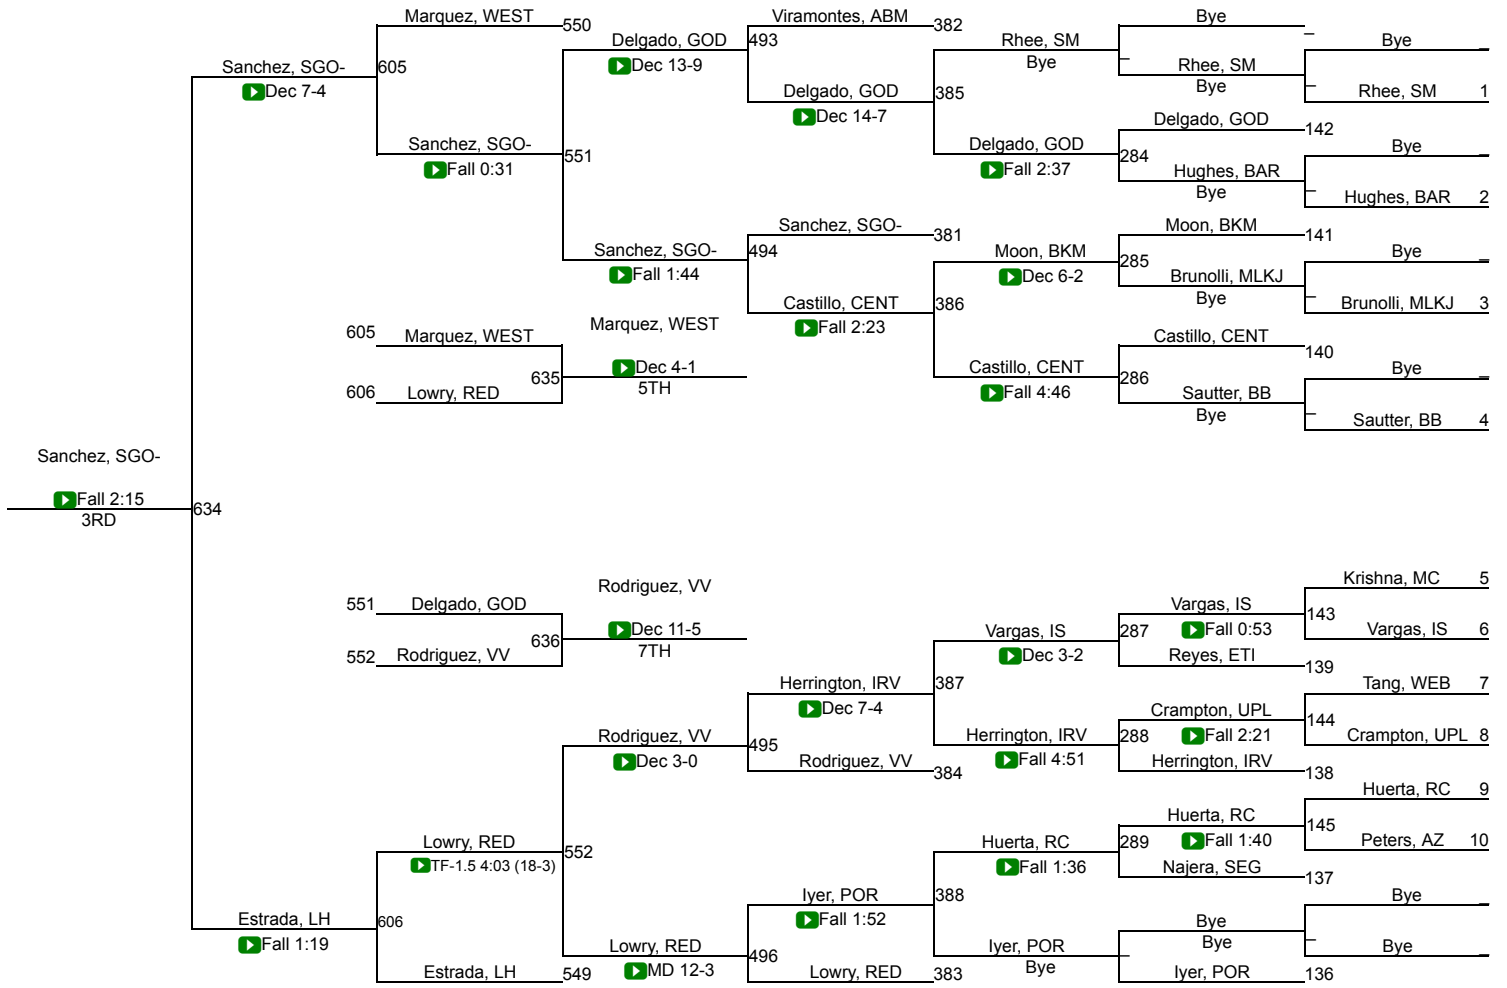 Marquez, WEST 550 Viramontes, ABM 382 Bye _
Delgado, GOD 493 Rhee, SM _ Bye _
Sanchez, SGO- 605 Dec 13-9 Bye _ Rhee, SM
Dec 7-4 Delgado, GOD 385 Bye _ Rhee, SM 1
Dec 14-7 Delgado, GOD 142
Sanchez, SGO- 551 Delgado, GOD 284 Bye _
Fall 0:31 Fall 2:37 Hughes, BAR _
Bye Hughes, BAR 2
Sanchez, SGO- 381 Moon, BKM 141
Sanchez, SGO- 494 Moon, BKM 285 Bye _
Fall 1:44 Dec 6-2 Brunolli, MLKJ _
Castillo, CENT 386 Bye Brunolli, MLKJ 3
605 Marquez, WEST Marquez, WEST Fall 2:23 Castillo, CENT 140
635 Dec 4-1 Castillo, CENT 286 Bye _
606 Lowry, RED 5TH Fall 4:46 Sautter, BB _
Bye Sautter, BB 4
Sanchez, SGO-
Fall 2:15 634
3RD
Rodriguez, VV Krishna, MC 5
551 Delgado, GOD Vargas, IS 143
636 Dec 11-5 Vargas, IS 287 Fall 0:53 Vargas, IS 6
552 Rodriguez, VV 7TH Dec 3-2 Reyes, ETI 139
Herrington, IRV 387 Tang, WEB 7
Dec 7-4 Crampton, UPL 144
Rodriguez, VV 495 Herrington, IRV 288 Fall 2:21 Crampton, UPL 8
Dec 3-0 Rodriguez, VV 384 Fall 4:51 Herrington, IRV 138
Huerta, RC 9
Lowry, RED 552 Huerta, RC 289 Huerta, RC 145
TF-1.5 4:03 (18-3) Fall 1:36 Fall 1:40 Peters, AZ 10
Najera, SEG 137
Iyer, POR 388 Bye _
Estrada, LH 606 Fall 1:52 Bye _
Fall 1:19 Lowry, RED 496 Iyer, POR _ Bye Bye _
Estrada, LH 549 MD 12-3 Lowry, RED 383 Bye Iyer, POR 136